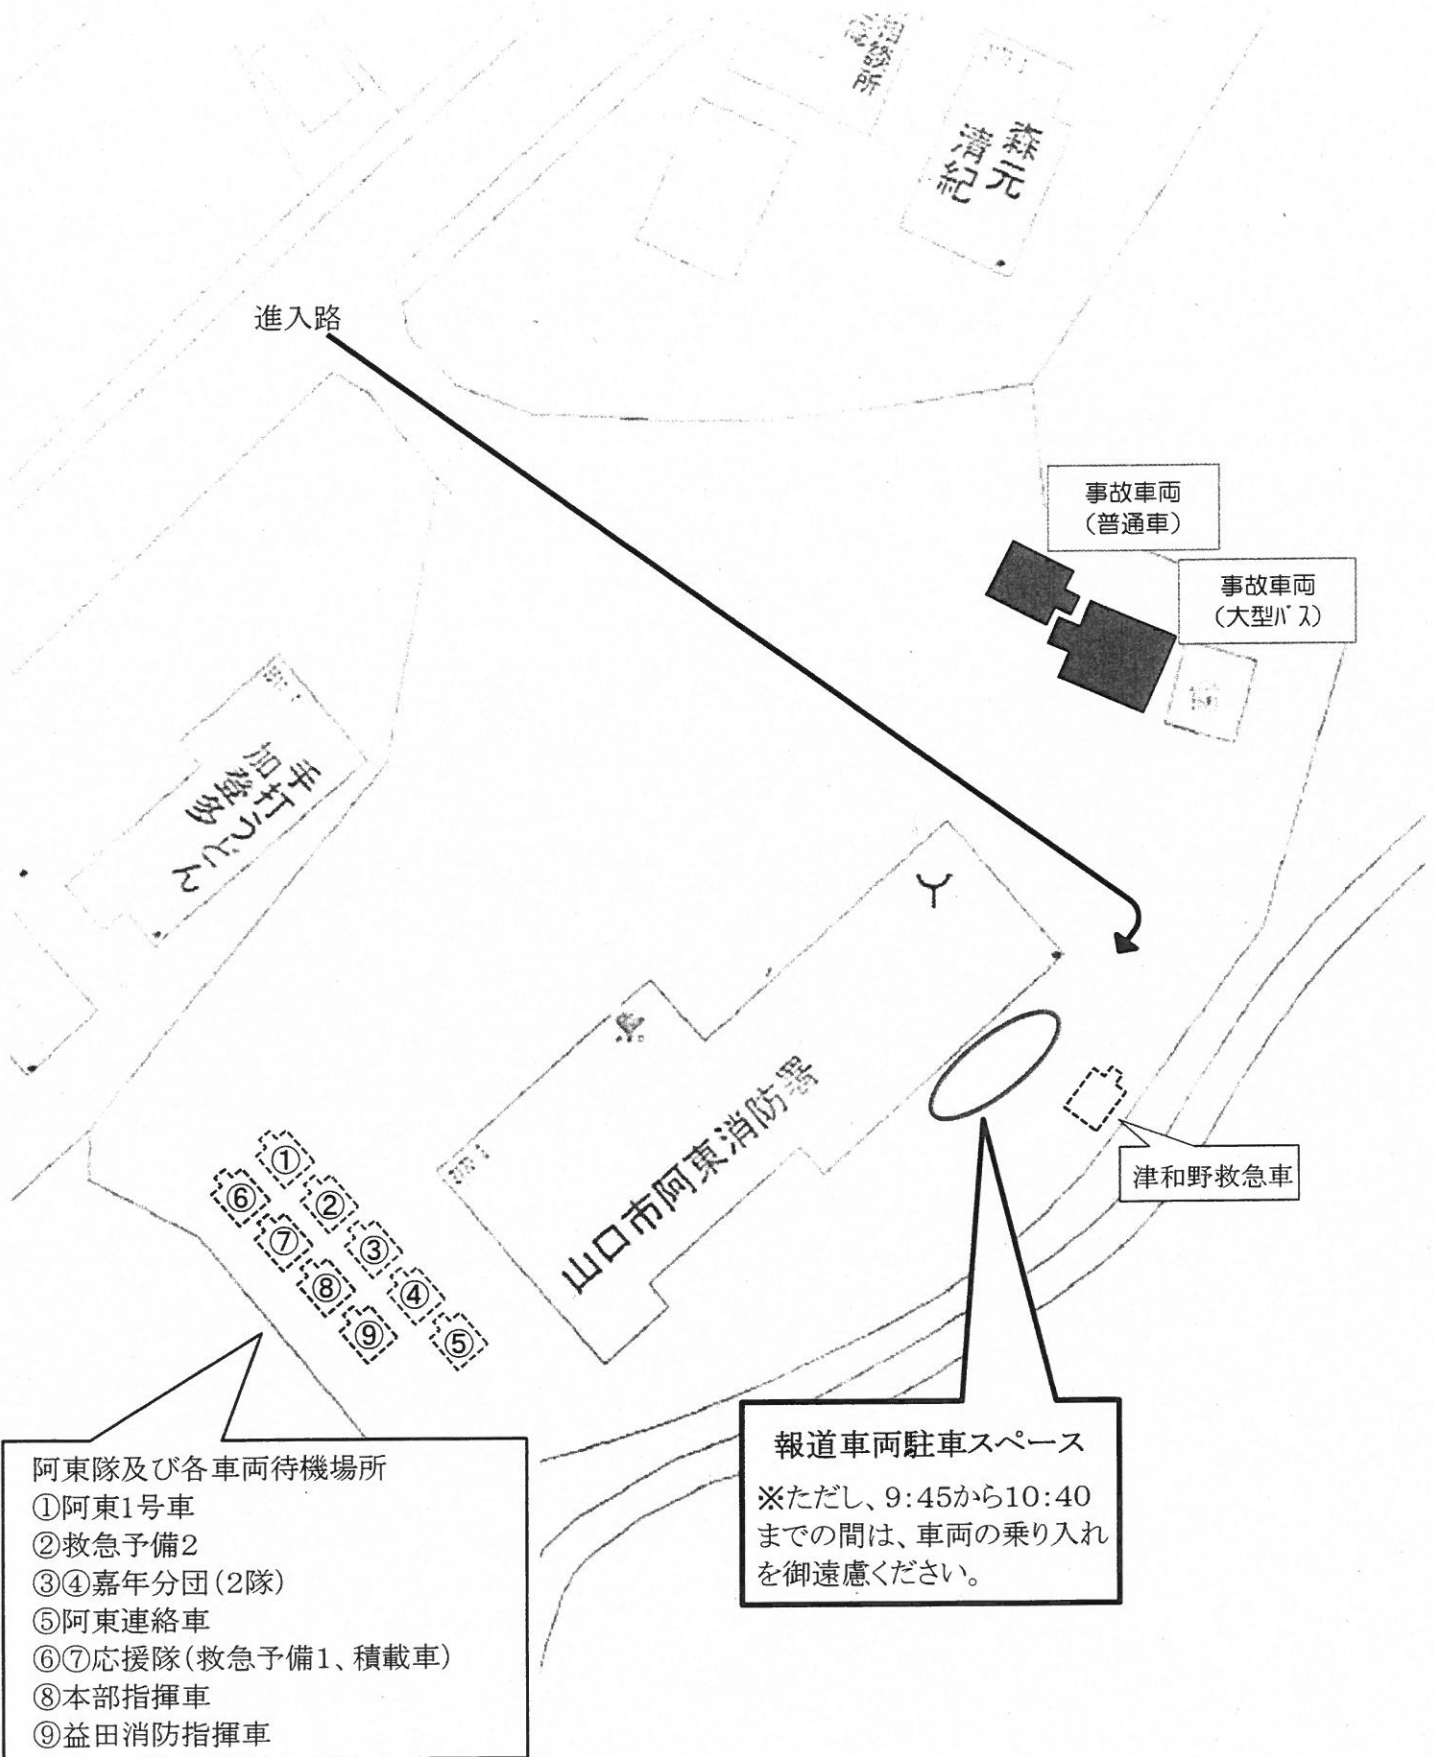 森元
清紀
進入路
事故車両
（普通車）
事故車両
（大型バス）
手打うどん
加登多
山口市阿東消防署
①
②
③
④
⑤
⑥
⑦
⑧
⑨
津和野救急車
報道車両駐車スペース
※ただし、9:45から10:40
までの間は、車両の乗り入れ
を御遠慮ください。
阿東隊及び各車両待機場所
①阿東1号車
②救急予備2
③④嘉年分団（2隊）
⑤阿東連絡車
⑥⑦応援隊（救急予備1、積載車）
⑧本部指揮車
⑨益田消防指揮車